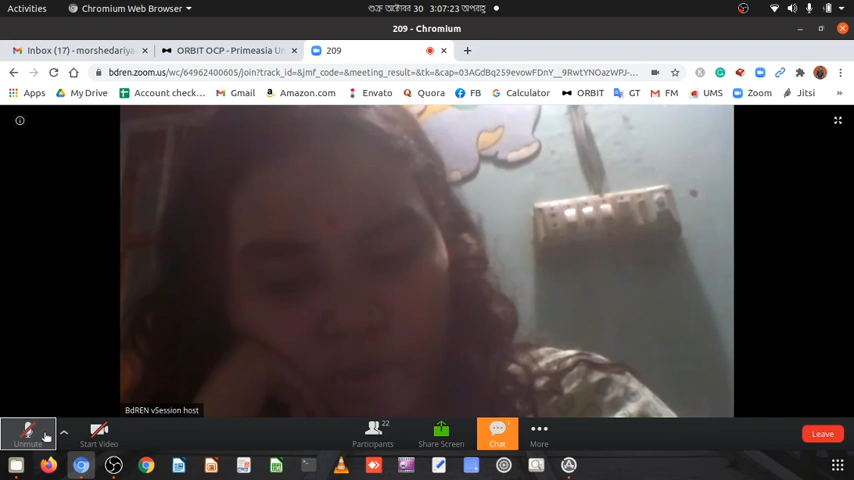 Activities
Chromium Web Browser
শুক্র অক্টোবর 30 3:07:23 অপরাহ্ণ
209 - Chromium
Inbox (17) - morshedariya
ORBIT OCP - Primeasia Un
209
bdren.zoom.us/wc/64962400605/join?track_id=&jmf_code=&meeting_result=&tk=&cap=
Apps
My Drive
Account check…
Gmail
Amazon.com
Envato
Quora
FB
Calculator
ORBIT
GT
FM
UMS
Zoom
Jitsi
BdREN vSession host
Unmute
Start Video
22
Participants
Share Screen
Chat
More
Leave